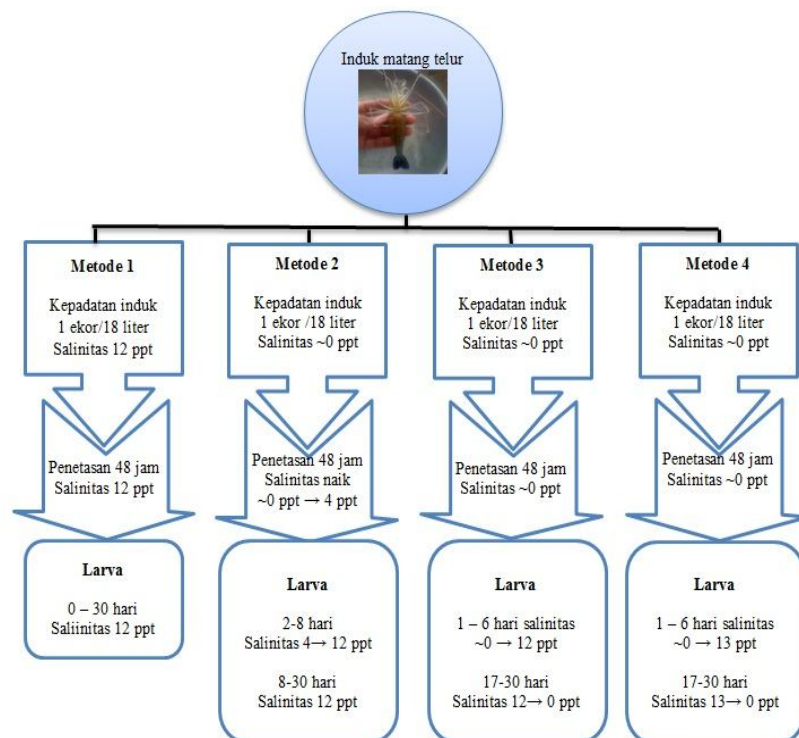 Induk matang telur
Metode 1
Kepadatan induk
1 ekor/18 liter
Salinitas 12 ppt
Penetasan 48 jam
Salinitas 12 ppt
Larva
0 – 30 hari
Saliinitas 12 ppt
Metode 2
Kepadatan induk
1 ekor /18 liter
Salinitas ~0 ppt
Penetasan 48 jam
Salinitas naik
~0 ppt → 4 ppt
Larva
2-8 hari
Salinitas 4→ 12 ppt
8-30 hari
Salinitas 12 ppt
Metode 3
Kepadatan induk
1 ekor/18 liter
Salinitas ~0 ppt
Penetasan 48 jam
Salinitas ~0 ppt
Larva
1 – 6 hari salinitas
~0 → 12 ppt
17-30 hari
Salinitas 12→ 0 ppt
Metode 4
Kepadatan induk
1 ekor/18 liter
Salinitas ~0 ppt
Penetasan 48 jam
Salinitas ~0 ppt
Larva
1 – 6 hari salinitas
~0 → 13 ppt
17-30 hari
Salinitas 13→ 0 ppt